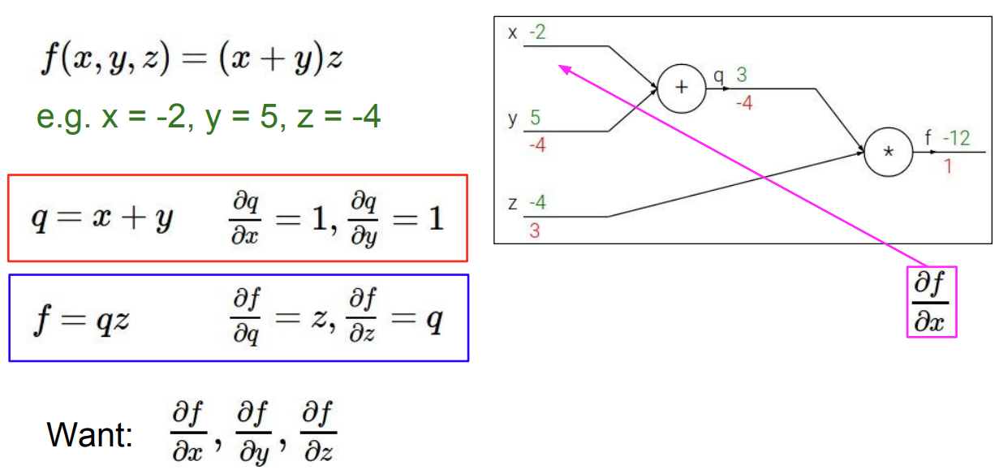 f(x, y, z) = (x + y)z
e.g. x = -2, y = 5, z = -4
q = x + y    ∂q/∂x = 1, ∂q/∂y = 1
f = qz    ∂f/∂q = z, ∂f/∂z = q
Want: ∂f/∂x, ∂f/∂y, ∂f/∂z
x -2
+
q 3
-4
y 5
-4
*
f -12
1
z -4
3
∂f/∂x